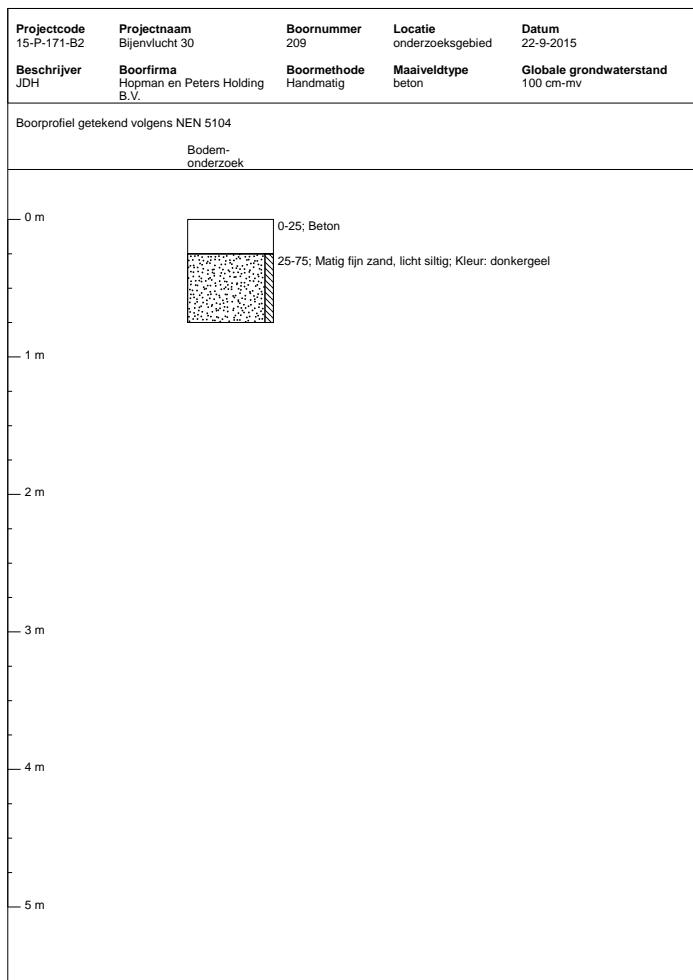 Projectcode Projectnaam Boornummer Locatie Datum
15-P-171-B2 Bijenvlucht 30 209 onderzoeksgebied 22-9-2015
Beschrijver Boorfirma Boormethode Maaiveldtype Globale grondwaterstand
JDH Hopman en Peters Holding Handmatig beton 100 cm-mv
B.V.
Boorprofiel getekend volgens NEN 5104
Bodem-
onderzoek
0 m
0-25; Beton
25-75; Matig fijn zand, licht siltig; Kleur: donkergeel
1 m
2 m
3 m
4 m
5 m